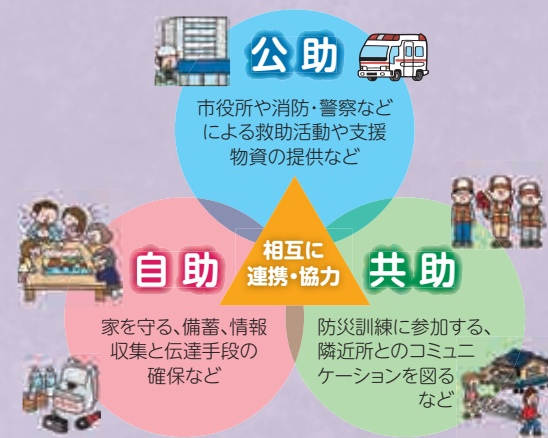 公助
市役所や消防・警察など
による救助活動や支援
物資の提供など
相互に
連携・協力
自助
家を守る、備蓄、情報
収集と伝達手段の
確保など
共助
防災訓練に参加する、
隣近所とのコミュニ
ケーションを図る
など